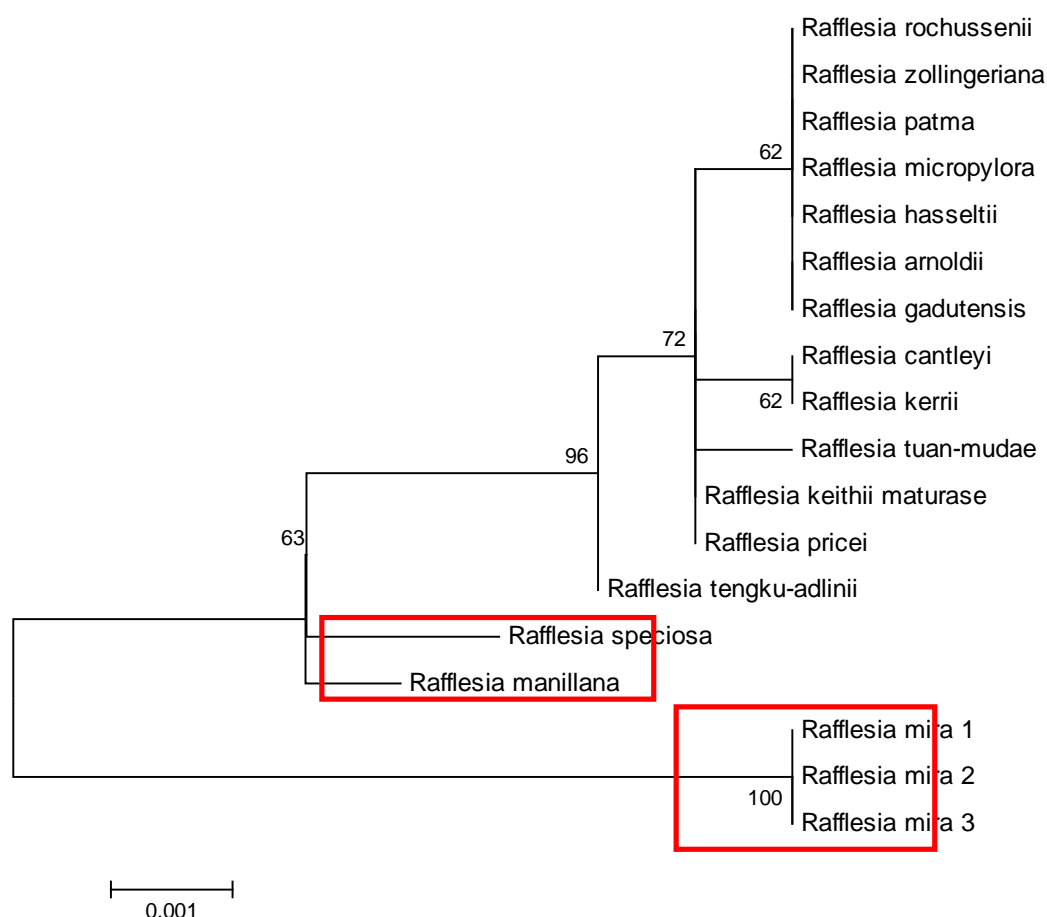 Rafflesia rochussenii
Rafflesia zollingeriana
Rafflesia patma
62
Rafflesia micropylora
Rafflesia hasseltii
Rafflesia arnoldii
Rafflesia gadutensis
72
Rafflesia cantleyi
62
Rafflesia kerrii
96
Rafflesia tuan-mudae
Rafflesia keithii maturase
63
Rafflesia pricei
Rafflesia tengku-adlinii
Rafflesia speciosa
Rafflesia manillana
Rafflesia mira 1
Rafflesia mira 2
100
Rafflesia mira 3
0.001